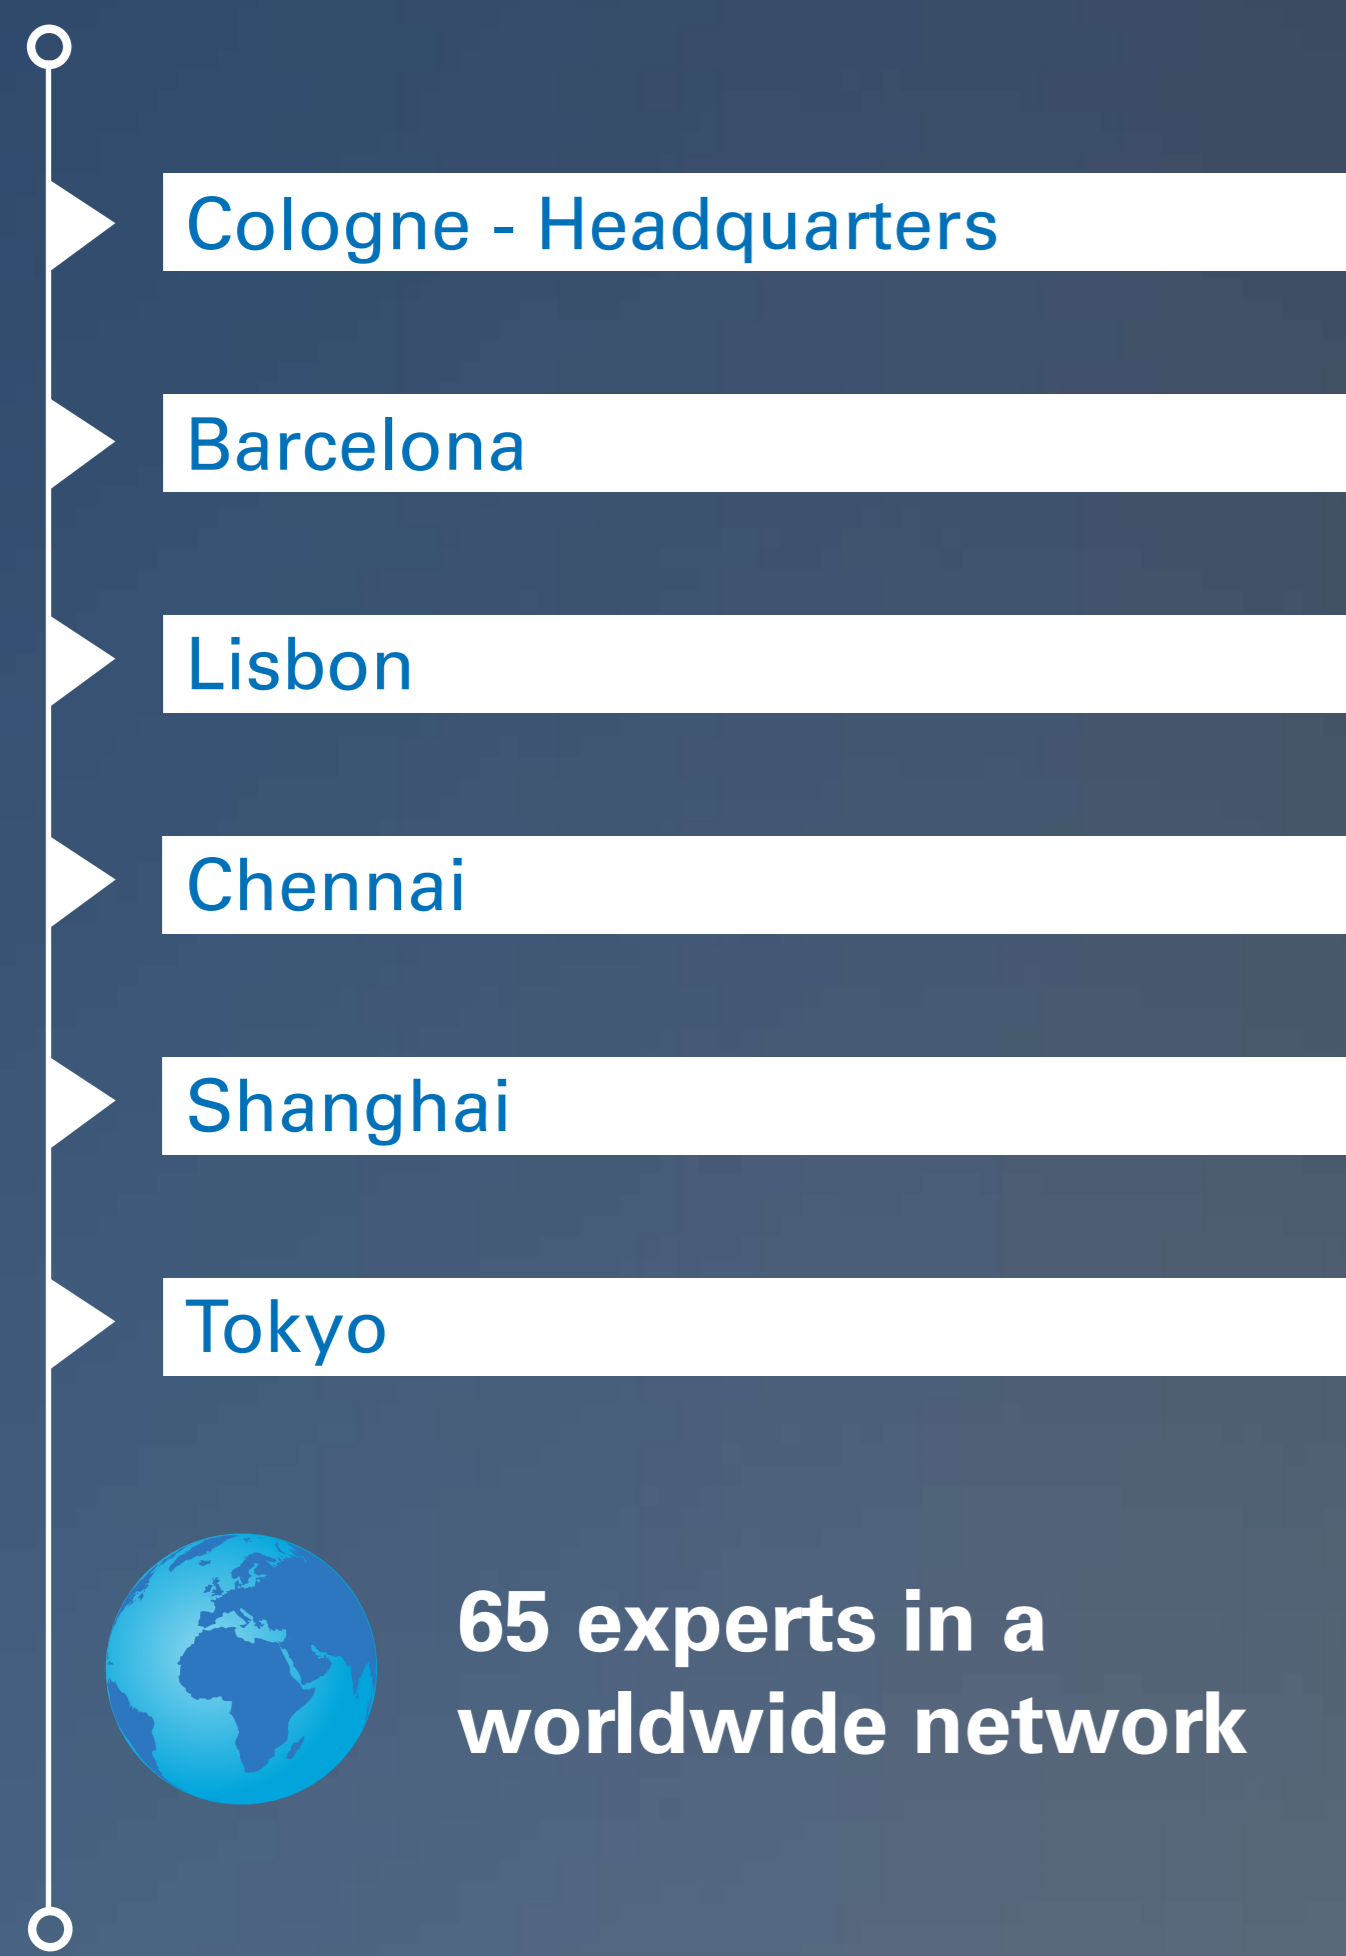 Cologne - Headquarters
Barcelona
Lisbon
Chennai
Shanghai
Tokyo
65 experts in a
worldwide network